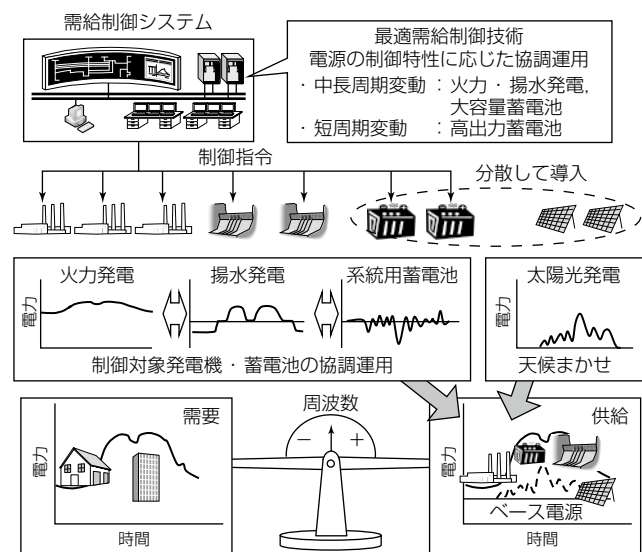 需給制御システム
最適需給制御技術
電源の制御特性に応じた協調運用
・中長周期変動:火力・揚水発電,
大容量蓄電池
・短周期変動 :高出力蓄電池
制御指令
分散して導入
火力発電
揚水発電
系統用蓄電池
太陽光発電
電力
電力
制御対象発電機・蓄電池の協調運用
天候まかせ
需要
周波数
供給
電力
− +
電力
ベース電源
時間
時間